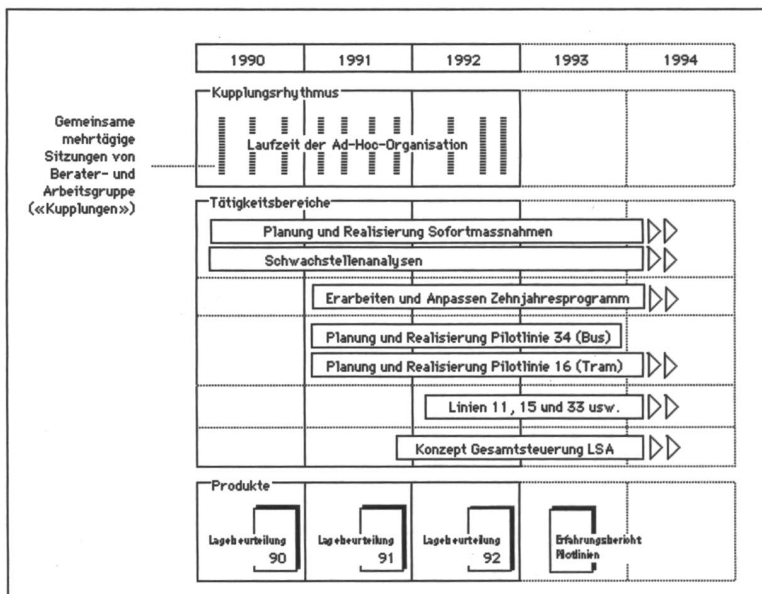 1990 1991 1992 1993 1994
Kupplungsrhythmus
Gemeinsame
mehrtägige
Sitzungen von
Berater- und
Arbeitsgruppe
(«Kupplungen»)
Laufzeit der Ad-Hoc-Organisation
Tätigkeitsbereiche
Planung und Realisierung Sofortmassnahmen
Schwachstellenanalysen
Erarbeiten und Anpassen Zehnjahresprogramm
Planung und Realisierung Pilotlinie 34 (Bus)
Planung und Realisierung Pilotlinie 16 (Tram)
Linien 11, 15 und 33 usw.
Konzept Gesamtsteuerung LSA
Produkte
Lagebeurteilung
90
Lagebeurteilung
91
Lagebeurteilung
92
Erfahrungsbericht
Pilotlinien